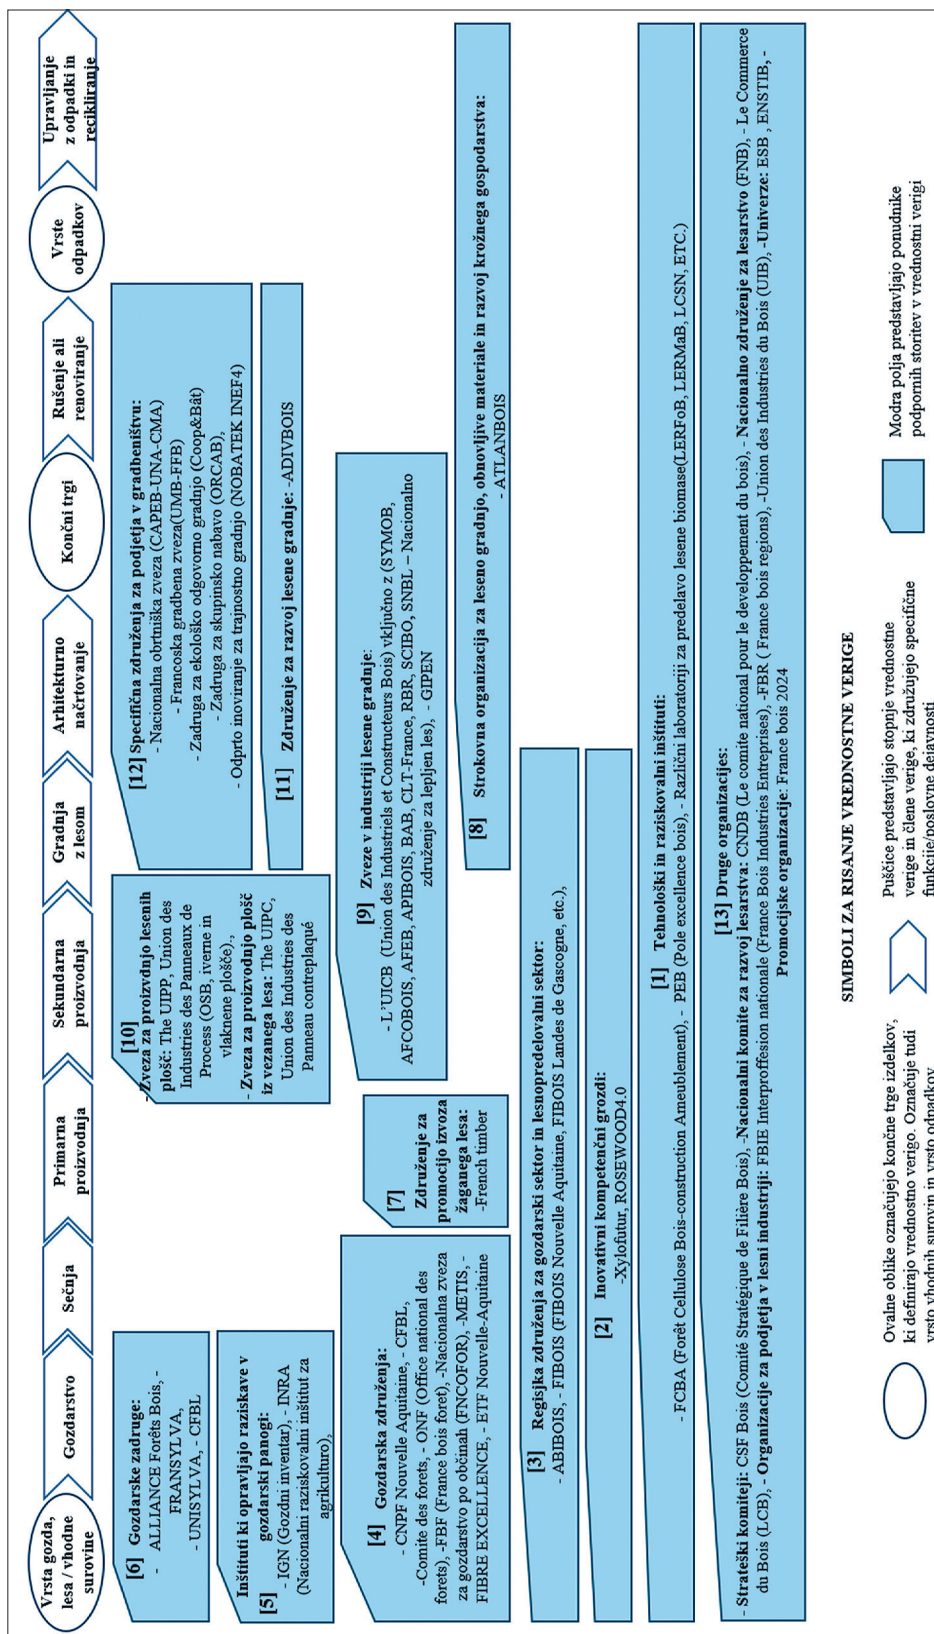 Vrsta gozda,
lesa / vhodne
surovine
Gozdarstvo
Sečnja
Primarna
proizvodnja
Sekundarna
proizvodnja
Gradnja
z lesom
Arhitekturno
načrtovanje
Končni trgi
Rušenje ali
renoviranje
Vrste
odpadkov
Upravljanje
z odpadki in
recikliranje
[6] Gozdarske zadruge:
- ALLIANCE Forêts Bois, -
FRANSYLVA,
- UNISYLVA, - CFBL
[10]
- Zveza za proizvdnjo lesenih
plošč: The UIPP, Union des
Industries des Panneaux de
Process (OSB, iverne in
vlaknene plošče).,
- Zveza za proizvodnjo plošč
iz vezanega lesa: The UIPC,
Union des Industries des
Panneau contreplaqué
[12] Specifična združenja za podjetja v gradbeništvu:
- Nacionalna obrtniška zveza (CAPEB-UNA-CMA)
- Francoska gradbena zveza(UMB-FFB)
- Zadruga za ekološko odgovorno gradnjo (Coop&Bât)
- Zadruga za skupinsko nabavo (ORCAB),
-Odprto inoviranje za trajnostno gradnjo (NOBATEK INEF4)
[11] Združenje za razvoj lesene gradnje: -ADIVBOIS
Inštituti ki opravljajo raziskave v
gozdarski panogi:
[5] - IGN (Gozdni inventar), - INRA
(Nacionalni raziskovalni inštitut za
agrikulturo),
[4] Gozdarska združenja:
- CNPF Nouvelle Aquitaine, - CFBL,
-Comite des forets, - ONF (Office national des
forets), -FBF (France bois foret), -Nacionalna zveza
za gozdarstvo po občinah (FNCOFOR), -METIS, -
FIBRE EXCELLENCE, - ETF Nouvelle-Aquitaine
[7]
Združenje za
promocijo izvoza
žaganega lesa:
-French timber
[9] Zveze v industriji lesene gradnje:
- L'UICB (Union des Industriels et Constructeurs Bois) vključno z (SYMOB,
AFCOBOIS, AFEB, APIBOIS, BAB, CLT-France, RBR, SCIBO, SNBL – Nacionalno
združenje za lepljen les), - GIPEN
[8] Strokovna organizacija za leseno gradnjo, obnovljive materiale in razvoj krožnega gospodarstva:
- ATLANBOIS
[3] Regisjka združenja za gozdarski sektor in lesnopredelovalni sektor:
- ABIBOIS, - FIBOIS (FIBOIS Nouvelle Aquitaine, FIBOIS Landes de Gascogne, etc.),
[2] Inovativni kompetenčni grozdi:
-Xylofutur, ROSEWOOD4.0
[1] Tehnološki in raziskovalni inštituti:
- FCBA (Forêt Cellulose Bois-construction Ameublement), - PEB (Pole excellence bois), - Različni laboratoriji za predelavo lesene biomase(LERFoB, LERMaB, LCSN, ETC.)
[13] Druge organizacijes:
- Strateški komiteji: CSF Bois (Comité Stratégique de Filière Bois), -Nacionalni komite za razvoj lesarstva: CNDB (Le comite national pour le developpement du bois), - Nacionalno združenje za lesarstvo (FNB), - Le Commerce
du Bois (LCB), - Organizacije za podjetja v lesni industriji: FBIE Interproffesion nationale (France Bois Industries Entreprises), -FBR ( France bois regions), -Union des Industries du Bois (UIB), -Univerze: ESB , ENSTIB, -
Promocijske organizacije: France bois 2024
SIMBOLI ZA RISANJE VREDNOSTNE VERIGE
Ovalne oblike označujejo končne trge izdelkov,
ki definirajo vrednostno verigo. Označuje tudi
vrsto vhodnih surovin in vrsto odpadkov
Puščice predstavljajo stopnje vrednostne
verige in člene verige, ki združujejo specifične
funkcije/poslovne dejavnosti
Modra polja predstavljajo ponudnike
podpornih storitev v vrednostni verigi